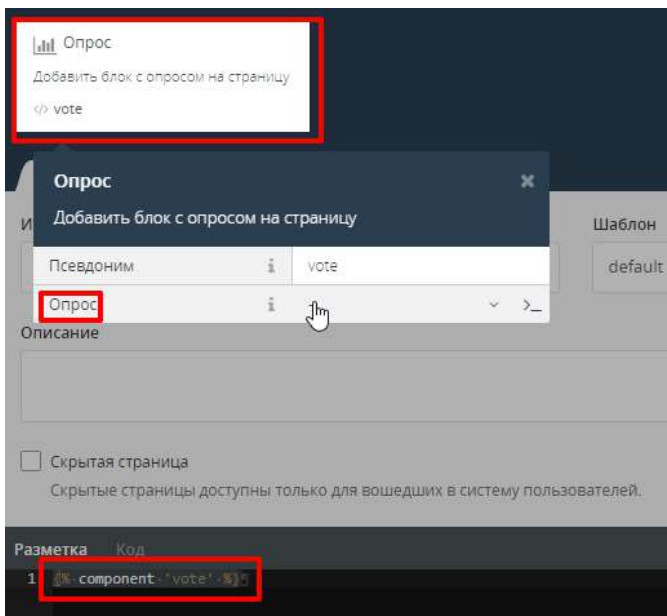 Опрос
Добавить блок с опросом на страницу
</> vote
Опрос
Добавить блок с опросом на страницу
Шаблон
Псевдоним i vote
default
Опрос i
Описание
Скрытая страница
Скрытые страницы доступны только для вошедших в систему пользователей.
Разметка Код
1 {% component 'vote' %}